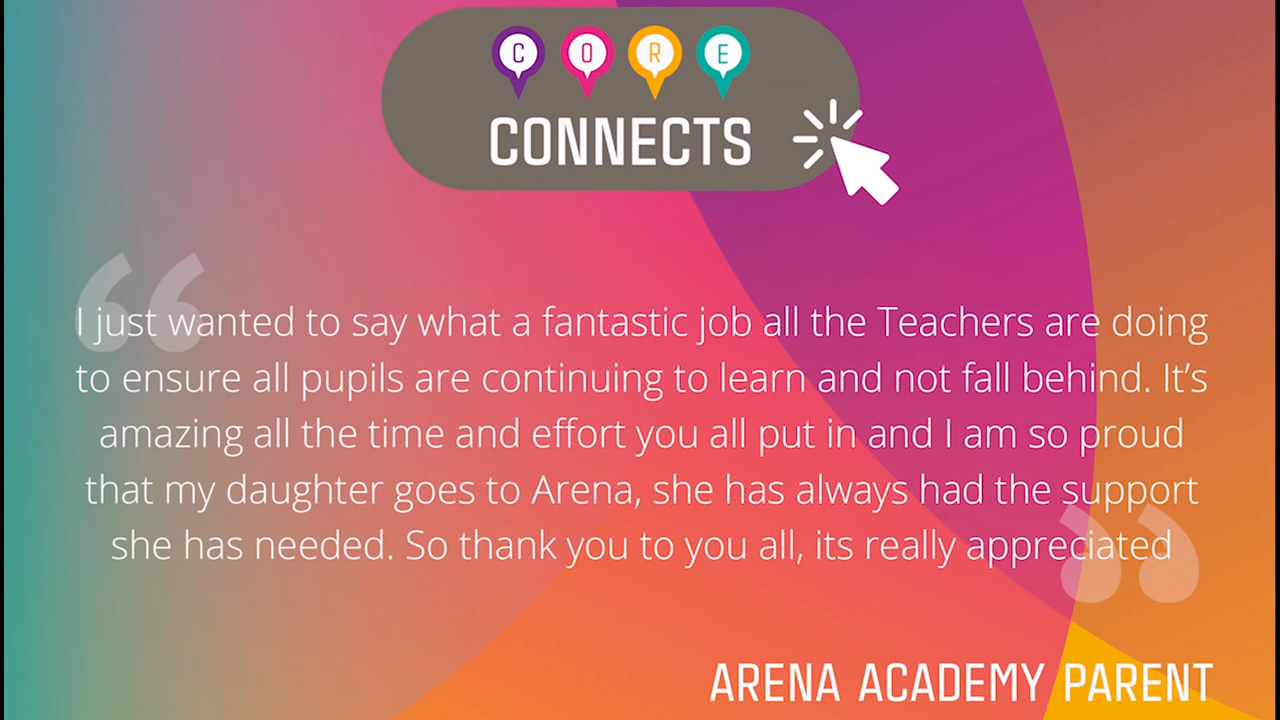 CORE
CONNECTS
I just wanted to say what a fantastic job all the Teachers are doing
to ensure all pupils are continuing to learn and not fall behind. It’s
amazing all the time and effort you all put in and I am so proud
that my daughter goes to Arena, she has always had the support
she has needed. So thank you to you all, its really appreciated
ARENA ACADEMY PARENT